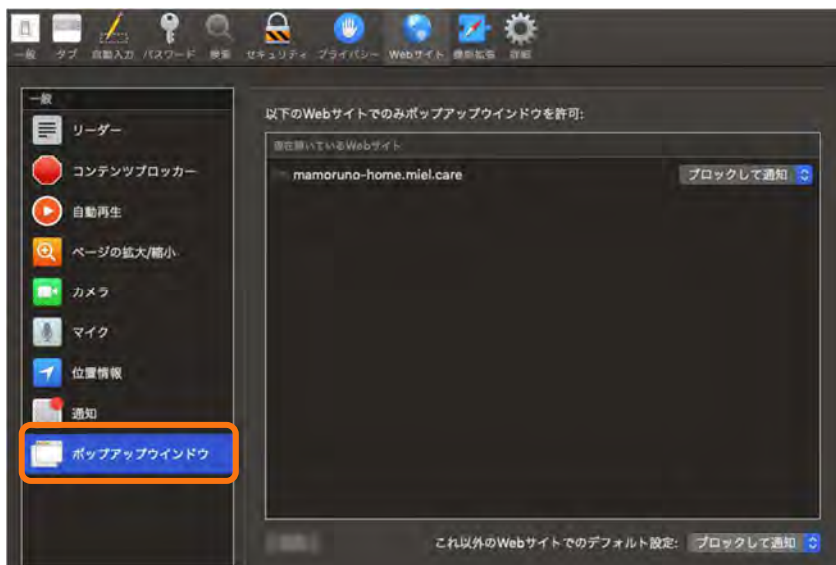 一般 タブ 自動入力 パスワード 検索 セキュリティ プライバシー Webサイト 機能拡張 詳細
一般
リーダー
コンテンツブロッカー
自動再生
ページの拡大/縮小
カメラ
マイク
位置情報
通知
ポップアップウインドウ
以下のWebサイトでのみポップアップウインドウを許可:
現在開いているWebサイト
mamoruno-home.miel.care ブロックして通知
これ以外のWebサイトでのデフォルト設定: ブロックして通知